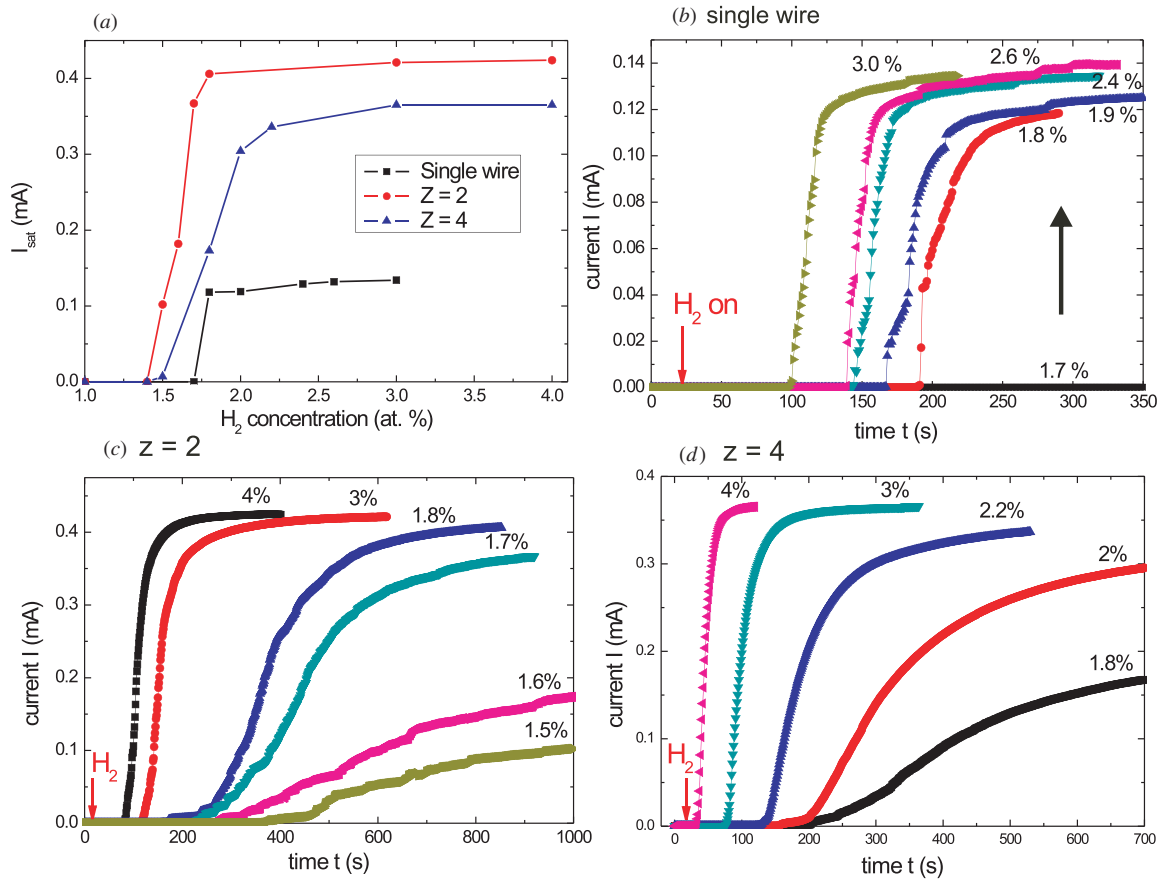 (a)
0.4
0.3
0.2
0.1
0.0
1.0 1.5 2.0 2.5 3.0 3.5 4.0
I_sat (mA)
H₂ concentration (at. %)
Single wire
Z = 2
Z = 4
(b) single wire
0.14
0.12
0.10
0.08
0.06
0.04
0.02
0.00
0 50 100 150 200 250 300 350
current I (mA)
time t (s)
3.0 %
2.6 %
2.4 %
1.9 %
1.8 %
H₂ on
1.7 %
(c) z = 2
0.4
0.3
0.2
0.1
0.0
0 200 400 600 800 1000
current I (mA)
time t (s)
4%
3%
1.8%
1.7%
1.6%
1.5%
H₂
(d) z = 4
0.4
0.3
0.2
0.1
0.0
0 50 100 150 200 250 300 350 400 450 500 550 600 700
current I (mA)
time t (s)
4%
3%
2.2%
2%
1.8%
H₂